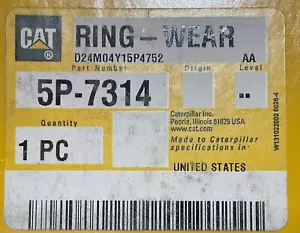 CAT
®
RING-WEAR
D24M04Y15P4752 AA
Part Number Origin Level
5P-7314 --
Quantity
1 PC
Caterpillar Inc.
Peoria, Illinois 61629 USA
www.cat.com
Made to Caterpillar
specifications in
UNITED STATES